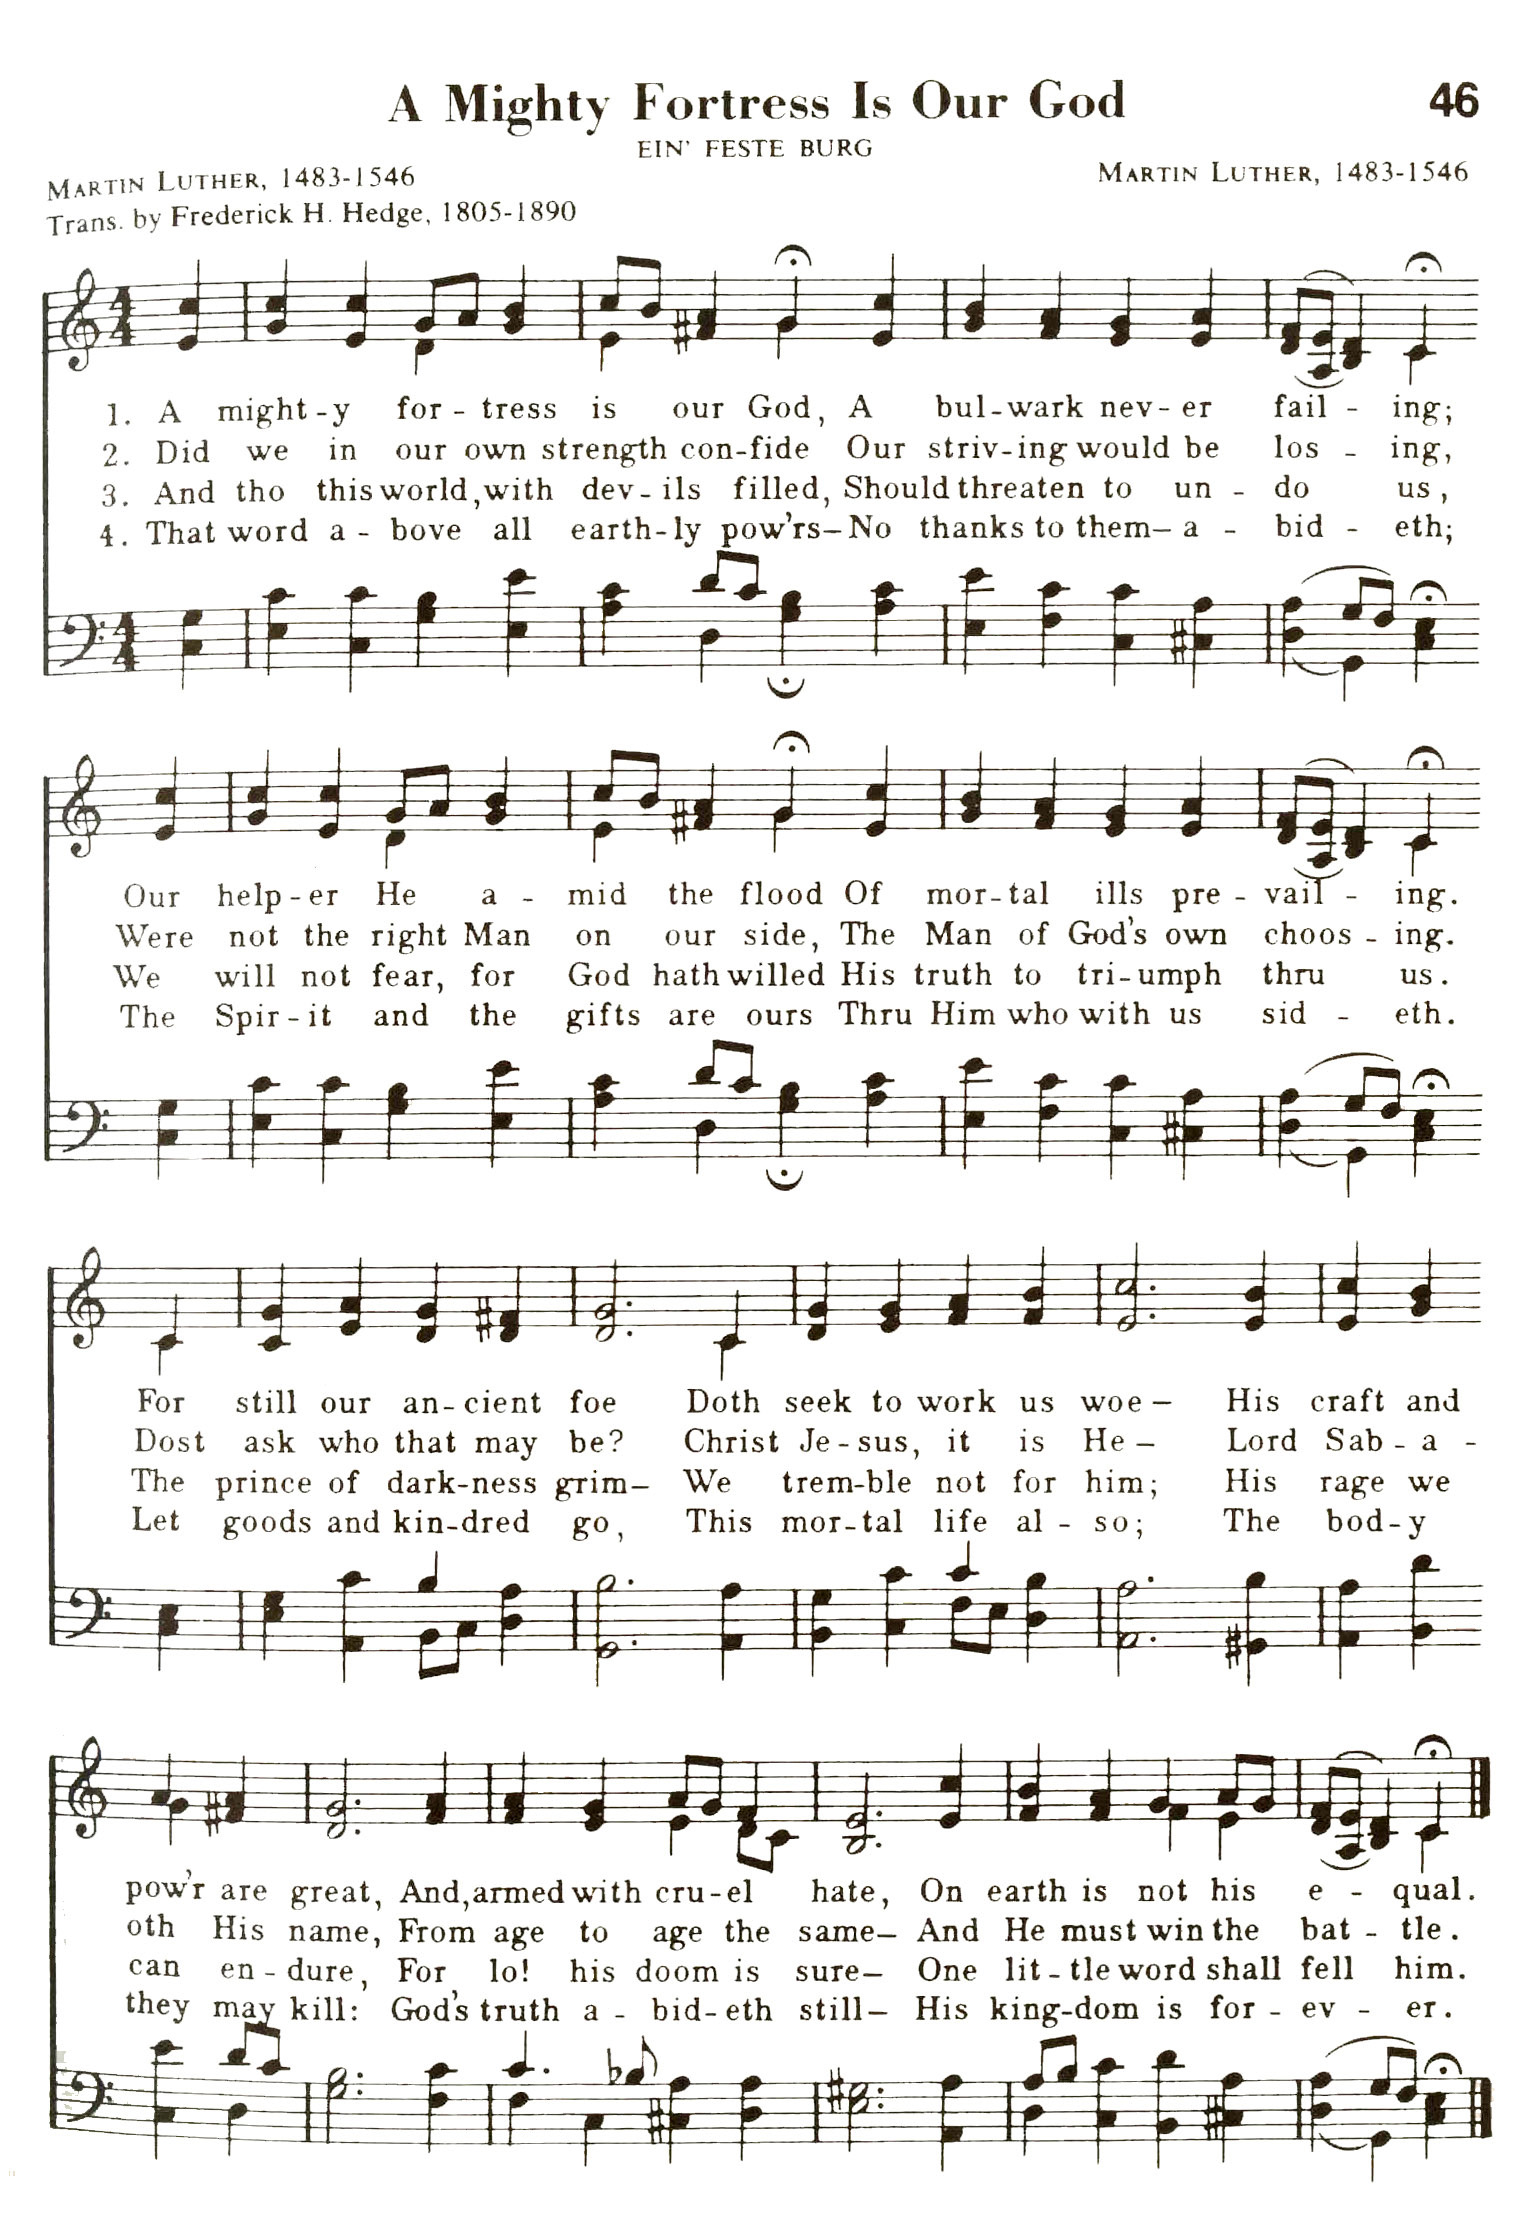 A Mighty Fortress Is Our God 46
EIN' FESTE BURG
MARTIN LUTHER, 1483-1546 MARTIN LUTHER, 1483-1546
Trans. by Frederick H. Hedge, 1805-1890
4
4
1. A might-y for-tress is our God, A bul-wark nev-er fail-ing;
2. Did we in our own strength con-fide Our striv-ing would be los-ing,
3. And tho this world, with dev-ils filled, Should threaten to un-do us,
4. That word a-bove all earth-ly pow'rs—No thanks to them—a-bid-eth;
4
4
Our help-er He a-mid the flood Of mor-tal ills pre-vail-ing.
Were not the right Man on our side, The Man of God's own choos-ing.
We will not fear, for God hath willed His truth to tri-umph thru us.
The Spir-it and the gifts are ours Thru Him who with us sid-eth.
For still our an-cient foe Doth seek to work us woe— His craft and
Dost ask who that may be? Christ Je-sus, it is He— Lord Sab-a-
The prince of dark-ness grim— We trem-ble not for him; His rage we
Let goods and kin-dred go, This mor-tal life al-so; The bod-y
pow'r are great, And, armed with cru-el hate, On earth is not his e-qual.
oth His name, From age to age the same— And He must win the bat-tle.
can en-dure, For lo! his doom is sure— One lit-tle word shall fell him.
they may kill: God's truth a-bid-eth still— His king-dom is for-ev-er.